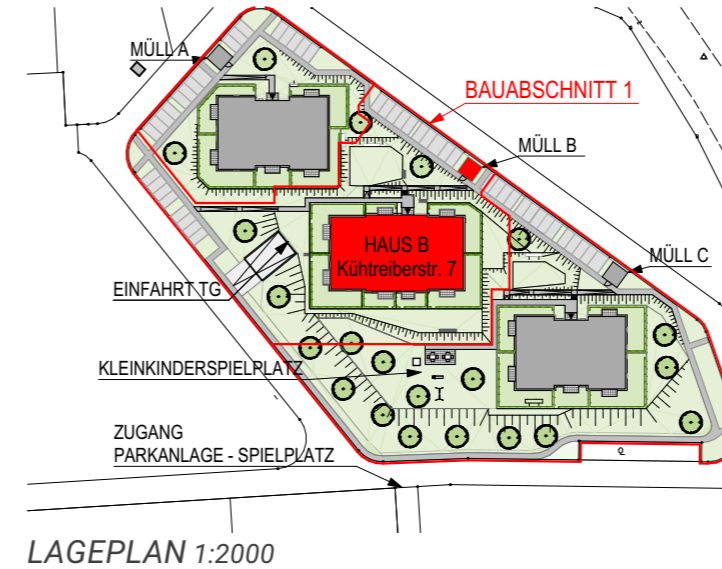 MÜLL A
BAUABSCHNITT 1
MÜLL B
HAUS B
Kühtreiberstr. 7
MÜLL C
EINFAHRT TG
KLEINKINDERSPIELPLATZ
ZUGANG
PARKANLAGE - SPIELPLATZ
LAGEPLAN 1:2000